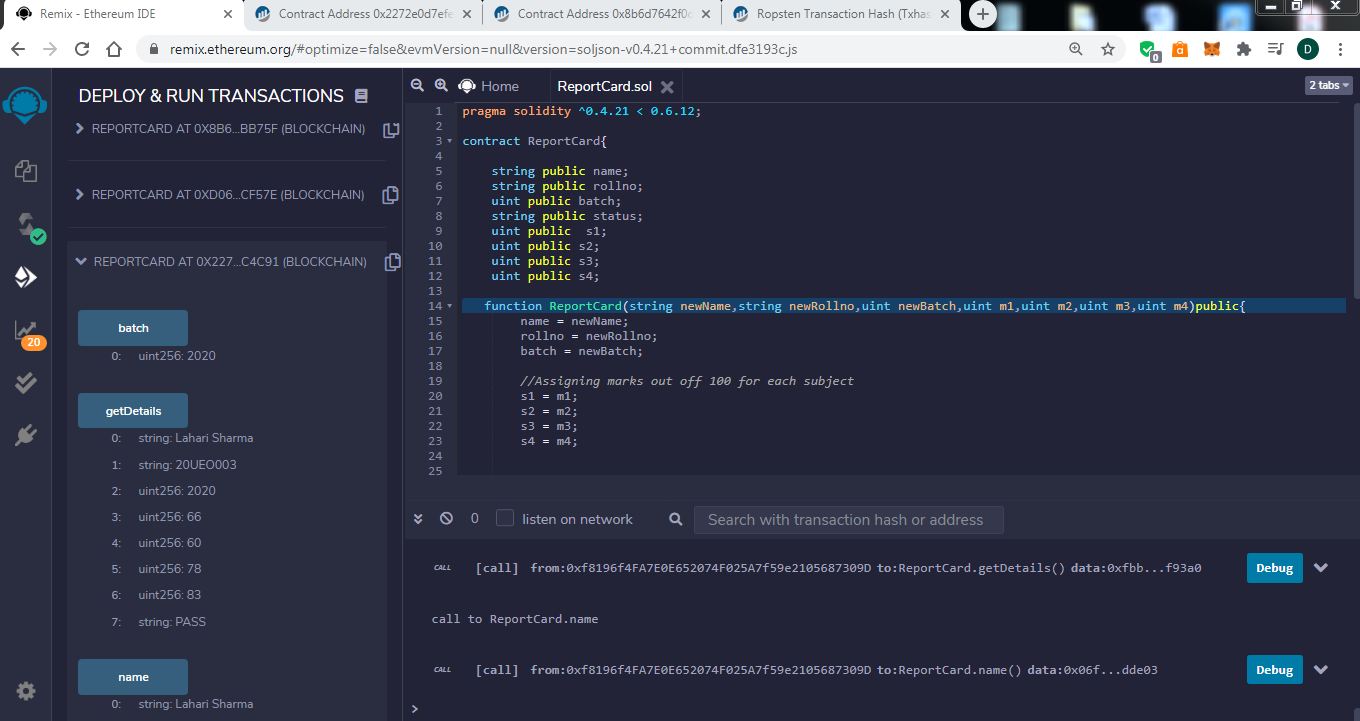 Remix - Ethereum IDE
Contract Address 0x2272e0d7efe
Contract Address 0x8b6d7642f0c
Ropsten Transaction Hash (Txhas
remix.ethereum.org/#optimize=false&evmVersion=null&version=soljson-v0.4.21+commit.dfe3193c.js
0
D
DEPLOY & RUN TRANSACTIONS
REPORTCARD AT 0X8B6...BB75F (BLOCKCHAIN)
REPORTCARD AT 0XD06...CF57E (BLOCKCHAIN)
REPORTCARD AT 0X227...C4C91 (BLOCKCHAIN)
20
batch
0: uint256: 2020
getDetails
0: string: Lahari Sharma
1: string: 20UEO003
2: uint256: 2020
3: uint256: 66
4: uint256: 60
5: uint256: 78
6: uint256: 83
7: string: PASS
name
0: string: Lahari Sharma
Home
ReportCard.sol
2 tabs
1 pragma solidity ^0.4.21 < 0.6.12;
2
3 contract ReportCard{
4
5 string public name;
6 string public rollno;
7 uint public batch;
8 string public status;
9 uint public  s1;
10 uint public s2;
11 uint public s3;
12 uint public s4;
13
14 function ReportCard(string newName,string newRollno,uint newBatch,uint m1,uint m2,uint m3,uint m4)public{
15 name = newName;
16 rollno = newRollno;
17 batch = newBatch;
18
19 //Assigning marks out off 100 for each subject
20 s1 = m1;
21 s2 = m2;
22 s3 = m3;
23 s4 = m4;
24
25
0 listen on network
Search with transaction hash or address
CALL [call] from:0xf8196f4FA7E0E652074F025A7f59e2105687309D to:ReportCard.getDetails() data:0xfbb...f93a0 Debug
call to ReportCard.name
CALL [call] from:0xf8196f4FA7E0E652074F025A7f59e2105687309D to:ReportCard.name() data:0x06f...dde03 Debug
>